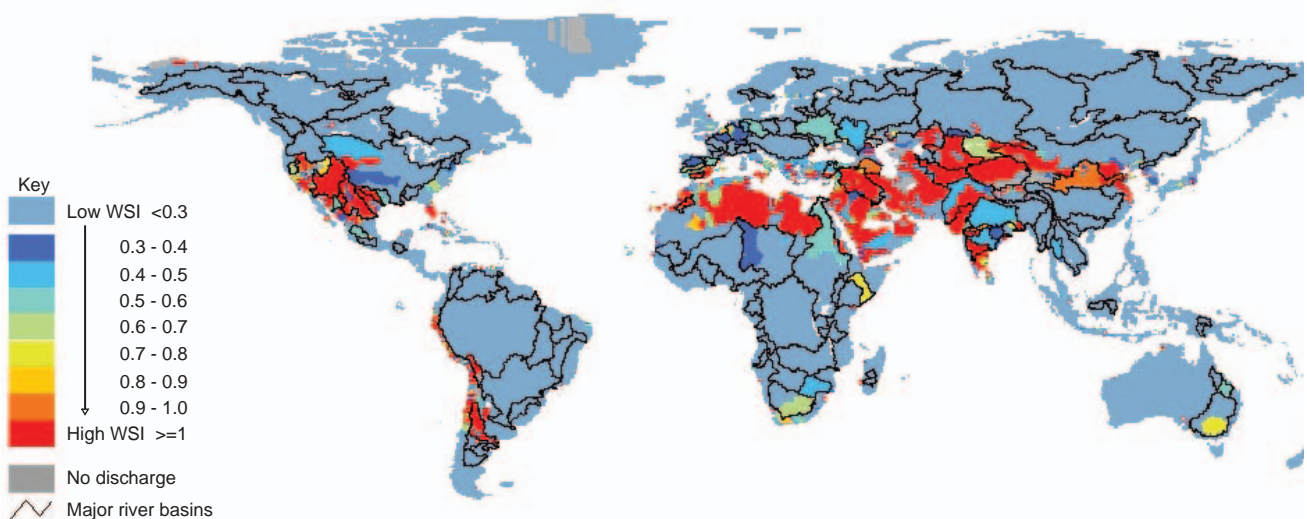 Key
Low WSI <0.3
0.3 - 0.4
0.4 - 0.5
0.5 - 0.6
0.6 - 0.7
0.7 - 0.8
0.8 - 0.9
0.9 - 1.0
High WSI >=1
No discharge
Major river basins